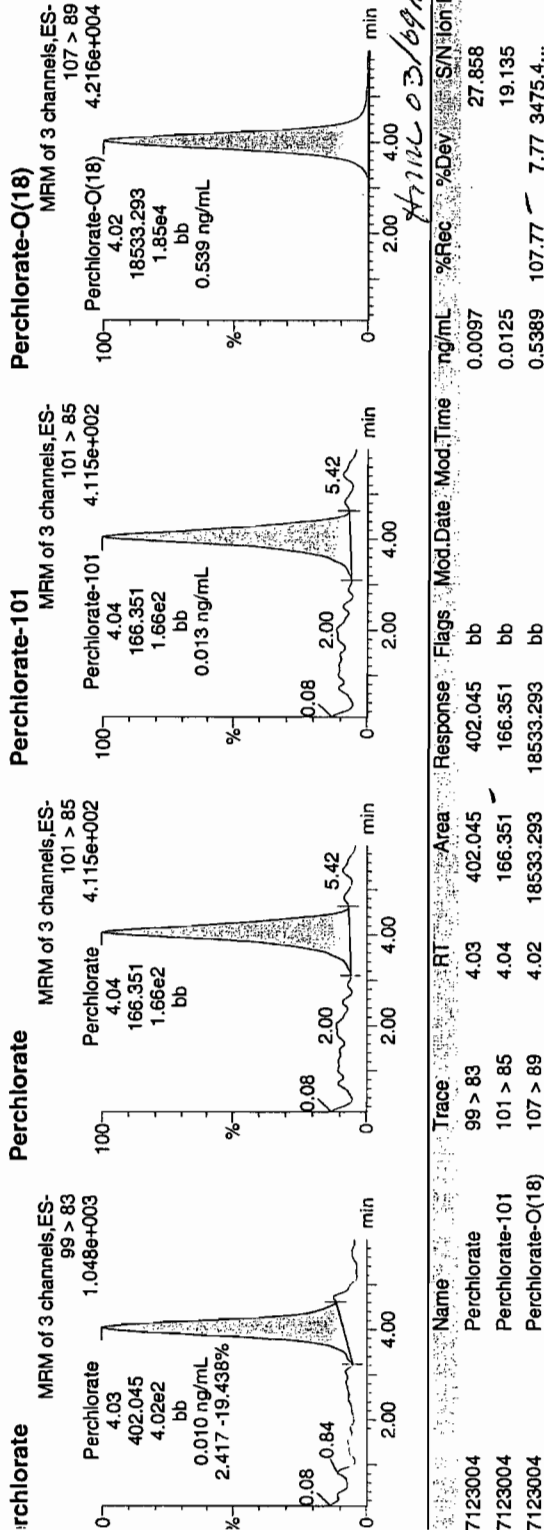 rchlorate
MRM of 3 channels,ES-
99 > 83
1.048e+003
Perchlorate
4.03
402.045
4.02e2
bb
0.010 ng/mL
2.417 -19.438%
0.08
0.84
0
0
2.00
4.00
min
Perchlorate
MRM of 3 channels,ES-
101 > 85
4.115e+002
100
%
0
Perchlorate
4.04
166.351
1.66e2
bb
0.08
2.00
5.42
2.00
4.00
min
Perchlorate-101
MRM of 3 channels,ES-
101 > 85
4.115e+002
100
%
0
Perchlorate-101
4.04
166.351
1.66e2
bb
0.013 ng/mL
0.08
2.00
5.42
2.00
4.00
min
Perchlorate-O(18)
MRM of 3 channels,ES-
107 > 89
4.216e+004
100
%
0
Perchlorate-O(18)
4.02
18533.293
1.85e4
bb
0.539 ng/mL
2.00
4.00
min
Name Trace RT Area Response Flags Mod.Date Mod.Time ng/mL %Rec %Dev S/N Ion
7123004 Perchlorate 99 > 83 4.03 402.045 402.045 bb 0.0097 27.858
7123004 Perchlorate-101 101 > 85 4.04 166.351 166.351 bb 0.0125 19.135
7123004 Perchlorate-O(18) 107 > 89 4.02 18533.293 18533.293 bb 0.5389 107.77 7.77 3475.4...